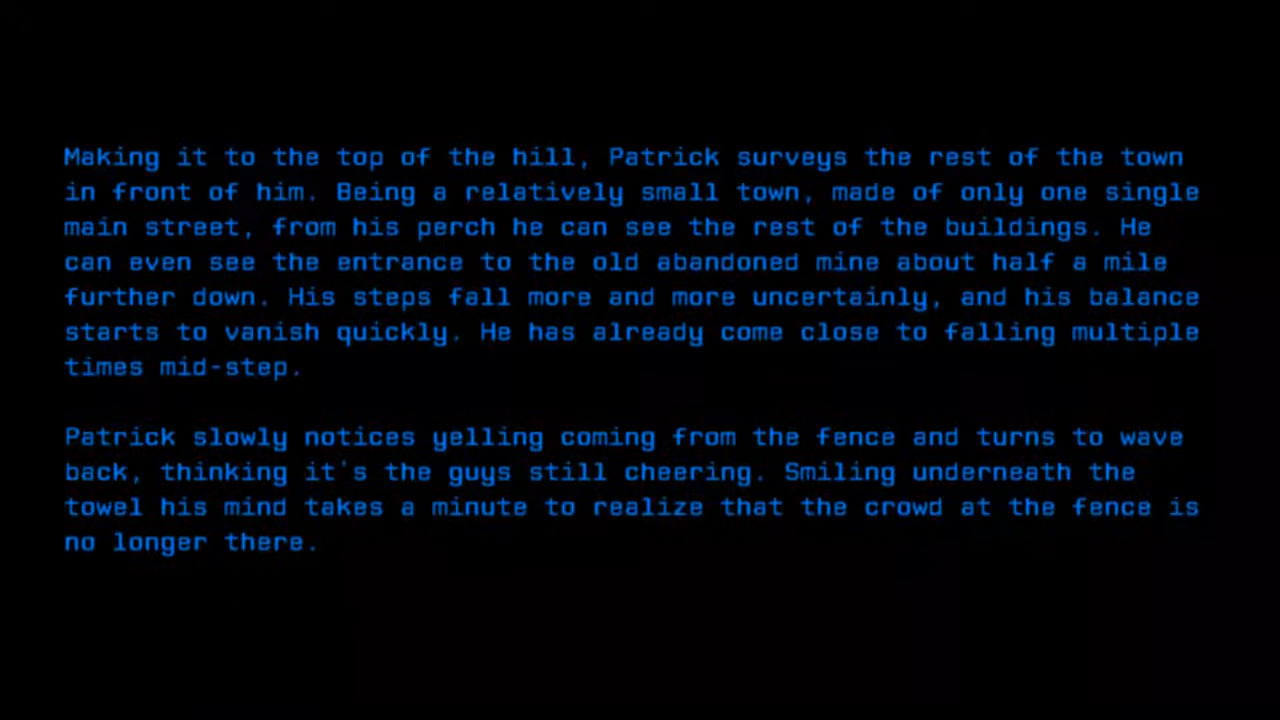 Making it to the top of the hill, Patrick surveys the rest of the town
in front of him. Being a relatively small town, made of only one single
main street, from his perch he can see the rest of the buildings. He
can even see the entrance to the old abandoned mine about half a mile
further down. His steps fall more and more uncertainly, and his balance
starts to vanish quickly. He has already come close to falling multiple
times mid-step.
Patrick slowly notices yelling coming from the fence and turns to wave
back, thinking it's the guys still cheering. Smiling underneath the
towel his mind takes a minute to realize that the crowd at the fence is
no longer there.